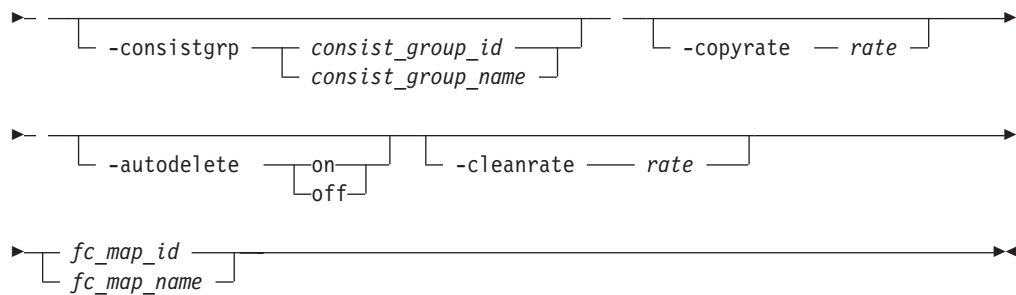 -consistgrp consist_group_id -copyrate rate
consist_group_name
-autodelete on -cleanrate rate
off
fc_map_id
fc_map_name